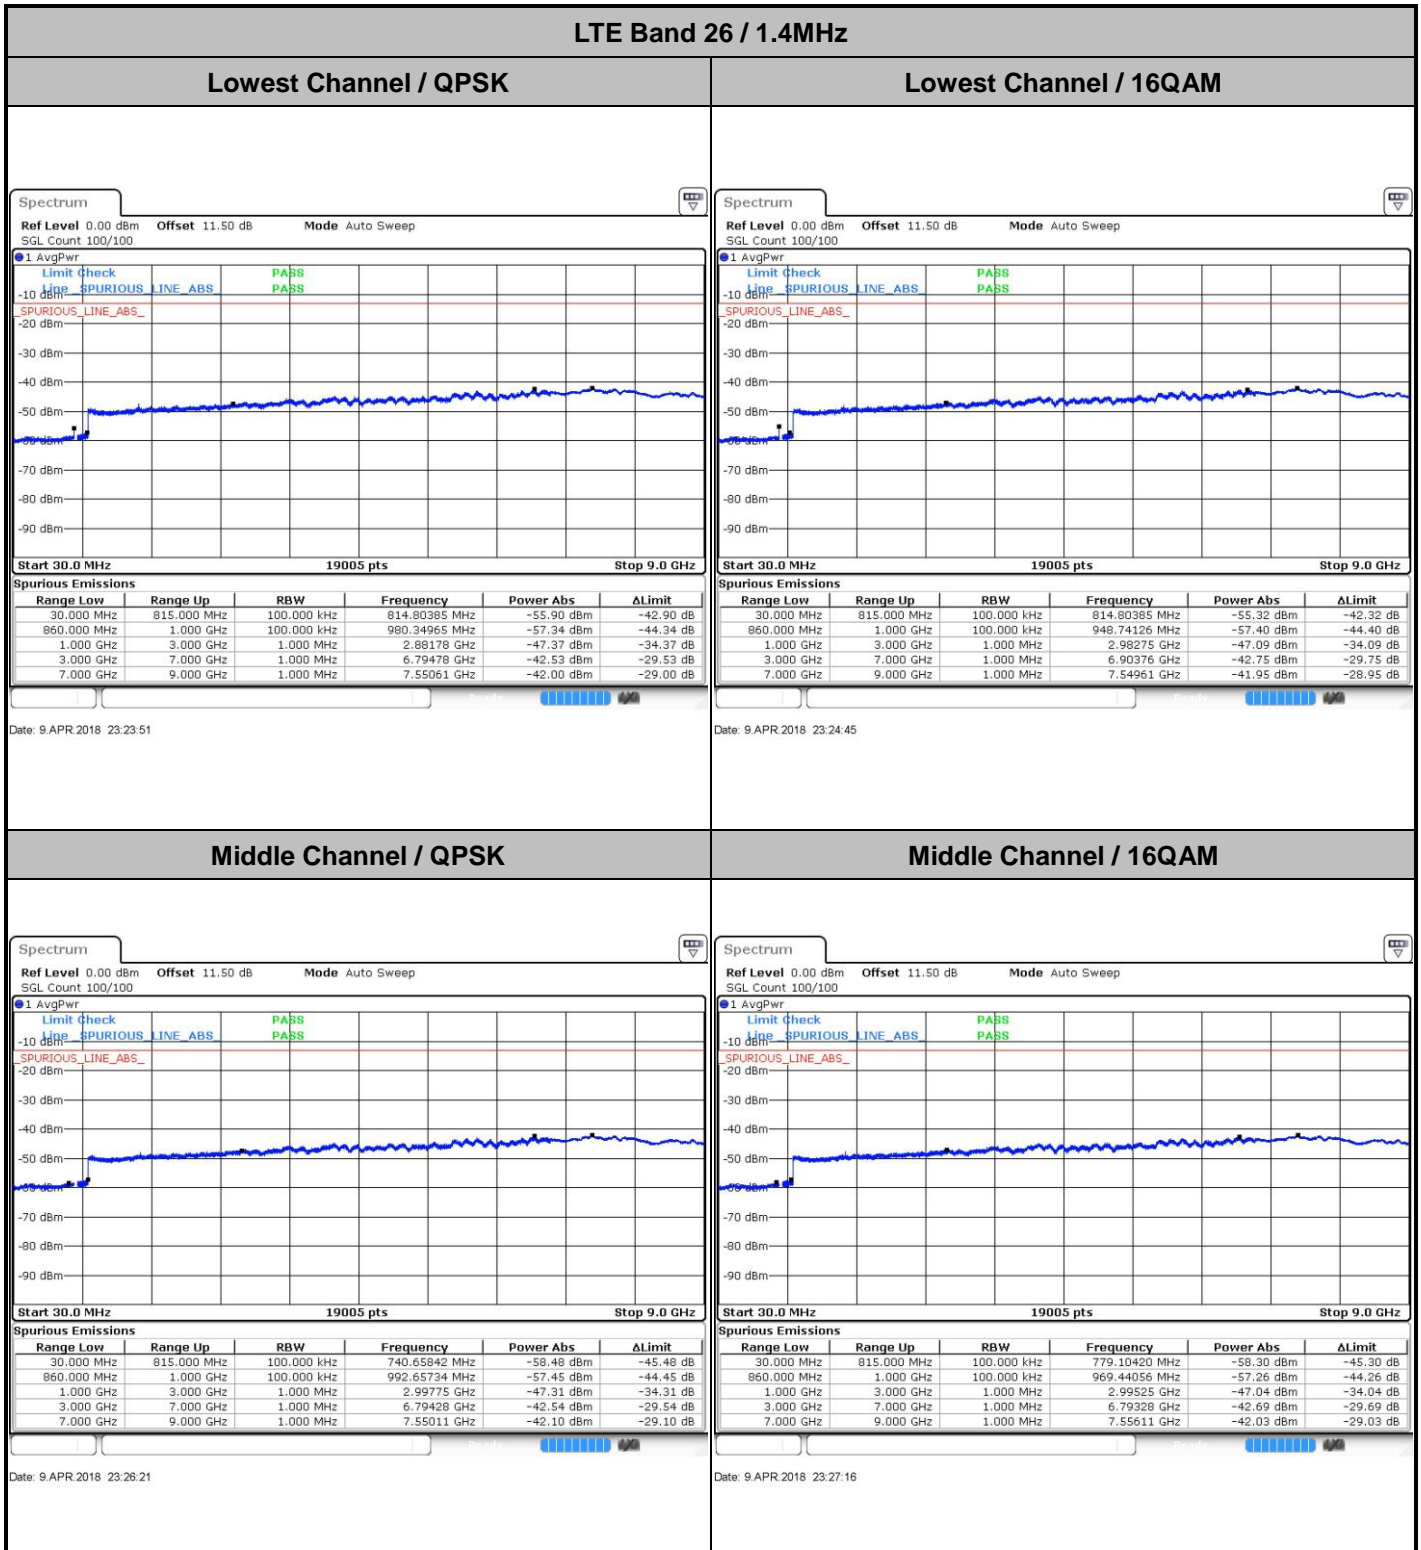 LTE Band 26 / 1.4MHz
Lowest Channel / QPSK
Lowest Channel / 16QAM
Spectrum
Ref Level 0.00 dBm Offset 11.50 dB Mode Auto Sweep
SGL Count 100/100
1 AvgPwr
Limit Check PASS
Line _SPURIOUS_LINE_ABS_ PASS
-10 dBm
_SPURIOUS_LINE_ABS_
-20 dBm
-30 dBm
-40 dBm
-50 dBm
-60 dBm
-70 dBm
-80 dBm
-90 dBm
Start 30.0 MHz 19005 pts Stop 9.0 GHz
Spurious Emissions
Range Low Range Up RBW Frequency Power Abs ΔLimit
30.000 MHz 815.000 MHz 100.000 kHz 814.80385 MHz -55.90 dBm -42.90 dB
860.000 MHz 1.000 GHz 100.000 kHz 980.34965 MHz -57.34 dBm -44.34 dB
1.000 GHz 3.000 GHz 1.000 MHz 2.88178 GHz -47.37 dBm -34.37 dB
3.000 GHz 7.000 GHz 1.000 MHz 6.79478 GHz -42.53 dBm -29.53 dB
7.000 GHz 9.000 GHz 1.000 MHz 7.55061 GHz -42.00 dBm -29.00 dB
Date: 9.APR.2018 23:23:51
Spectrum
Ref Level 0.00 dBm Offset 11.50 dB Mode Auto Sweep
SGL Count 100/100
1 AvgPwr
Limit Check PASS
Line _SPURIOUS_LINE_ABS_ PASS
-10 dBm
_SPURIOUS_LINE_ABS_
-20 dBm
-30 dBm
-40 dBm
-50 dBm
-60 dBm
-70 dBm
-80 dBm
-90 dBm
Start 30.0 MHz 19005 pts Stop 9.0 GHz
Spurious Emissions
Range Low Range Up RBW Frequency Power Abs ΔLimit
30.000 MHz 815.000 MHz 100.000 kHz 814.80385 MHz -55.32 dBm -42.32 dB
860.000 MHz 1.000 GHz 100.000 kHz 948.74126 MHz -57.40 dBm -44.40 dB
1.000 GHz 3.000 GHz 1.000 MHz 2.98275 GHz -47.09 dBm -34.09 dB
3.000 GHz 7.000 GHz 1.000 MHz 6.90376 GHz -42.75 dBm -29.75 dB
7.000 GHz 9.000 GHz 1.000 MHz 7.54961 GHz -41.95 dBm -28.95 dB
Date: 9.APR.2018 23:24:45
Middle Channel / QPSK
Middle Channel / 16QAM
Spectrum
Ref Level 0.00 dBm Offset 11.50 dB Mode Auto Sweep
SGL Count 100/100
1 AvgPwr
Limit Check PASS
Line _SPURIOUS_LINE_ABS_ PASS
-10 dBm
_SPURIOUS_LINE_ABS_
-20 dBm
-30 dBm
-40 dBm
-50 dBm
-60 dBm
-70 dBm
-80 dBm
-90 dBm
Start 30.0 MHz 19005 pts Stop 9.0 GHz
Spurious Emissions
Range Low Range Up RBW Frequency Power Abs ΔLimit
30.000 MHz 815.000 MHz 100.000 kHz 740.65842 MHz -58.48 dBm -45.48 dB
860.000 MHz 1.000 GHz 100.000 kHz 992.65734 MHz -57.45 dBm -44.45 dB
1.000 GHz 3.000 GHz 1.000 MHz 2.99775 GHz -47.31 dBm -34.31 dB
3.000 GHz 7.000 GHz 1.000 MHz 6.79428 GHz -42.54 dBm -29.54 dB
7.000 GHz 9.000 GHz 1.000 MHz 7.55011 GHz -42.10 dBm -29.10 dB
Date: 9.APR.2018 23:26:21
Spectrum
Ref Level 0.00 dBm Offset 11.50 dB Mode Auto Sweep
SGL Count 100/100
1 AvgPwr
Limit Check PASS
Line _SPURIOUS_LINE_ABS_ PASS
-10 dBm
_SPURIOUS_LINE_ABS_
-20 dBm
-30 dBm
-40 dBm
-50 dBm
-60 dBm
-70 dBm
-80 dBm
-90 dBm
Start 30.0 MHz 19005 pts Stop 9.0 GHz
Spurious Emissions
Range Low Range Up RBW Frequency Power Abs ΔLimit
30.000 MHz 815.000 MHz 100.000 kHz 779.10420 MHz -58.30 dBm -45.30 dB
860.000 MHz 1.000 GHz 100.000 kHz 969.44056 MHz -57.26 dBm -44.26 dB
1.000 GHz 3.000 GHz 1.000 MHz 2.99525 GHz -47.04 dBm -34.04 dB
3.000 GHz 7.000 GHz 1.000 MHz 6.79328 GHz -42.69 dBm -29.69 dB
7.000 GHz 9.000 GHz 1.000 MHz 7.55611 GHz -42.03 dBm -29.03 dB
Date: 9.APR.2018 23:27:16